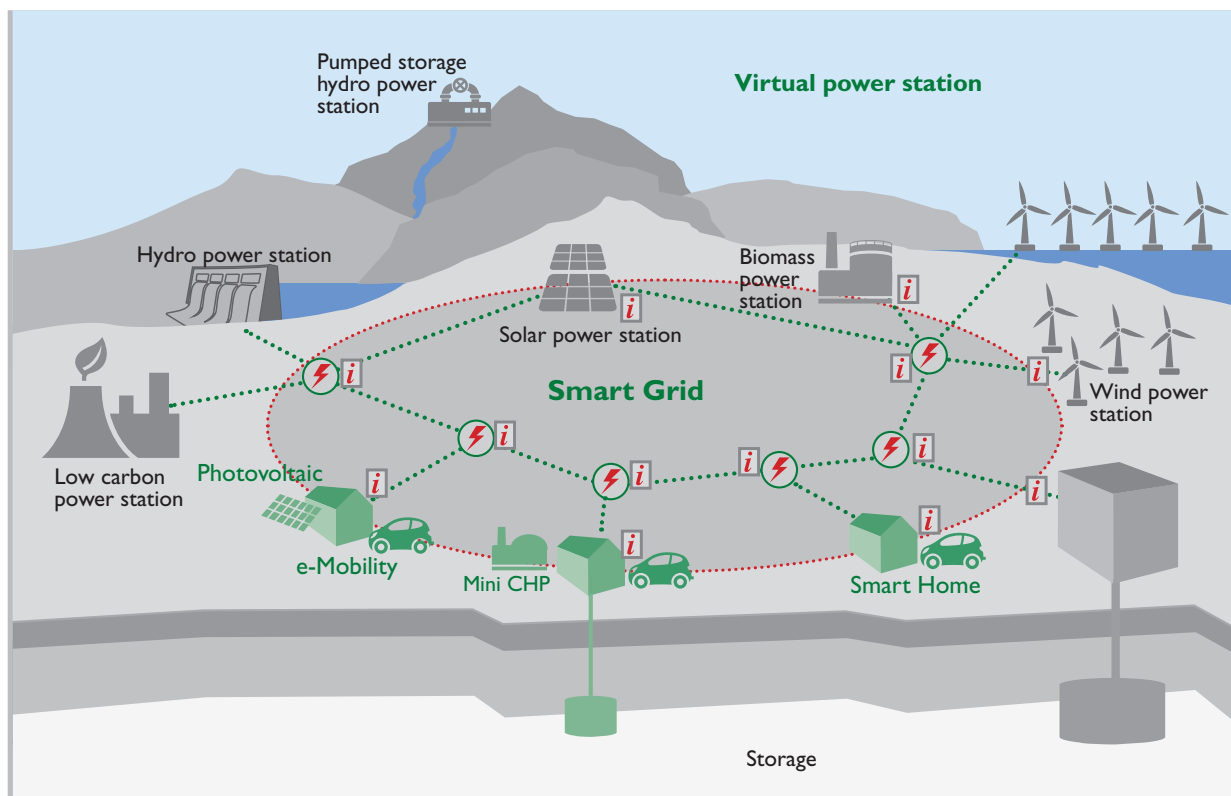 Pumped storage
hydro power
station
Virtual power station
Hydro power station
Biomass
power
station
i
i
Solar power station
i
i
i
Smart Grid
Wind power
station
Low carbon
power station
i
i
i
i
Photovoltaic
i
i
i
i
e-Mobility
Mini CHP
Smart Home
Storage